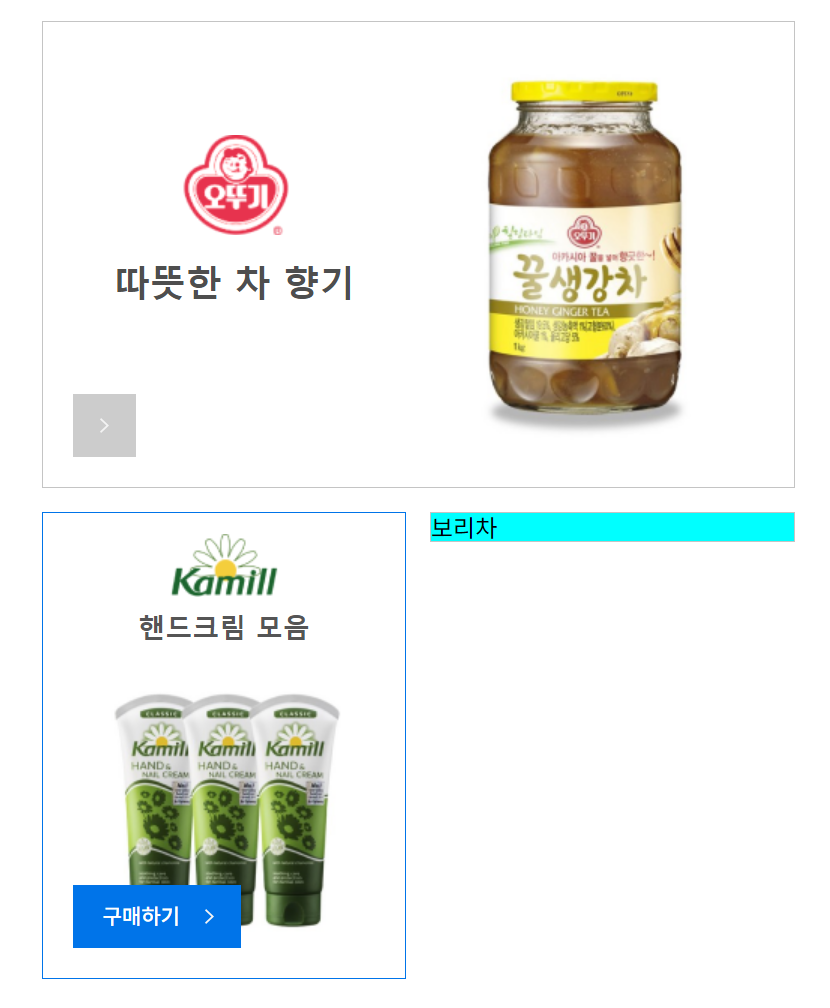 오뚜기
®
따뜻한 차 향기
오뚜기
아카시아 꿀을 넣어 향긋한~!
꿀생강차
HONEY GINGER TEA
1kg
Kamill
핸드크림 모음
보리차
CLASSIC CLASSIC CLASSIC
Kamill Kamill Kamill
HAND & HAND & HAND &
NAIL CREAM NAIL CREAM NAIL CREAM
구매하기